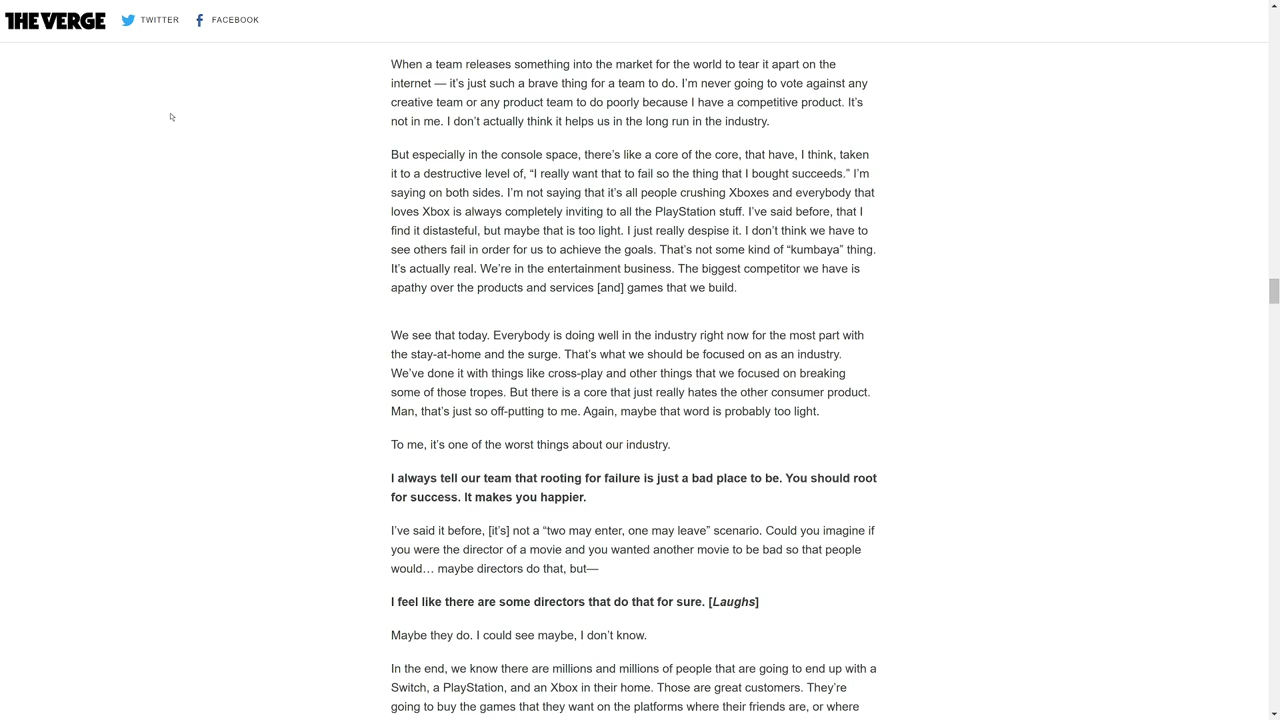 THE VERGE TWITTER FACEBOOK
When a team releases something into the market for the world to tear it apart on the
internet — it’s just such a brave thing for a team to do. I’m never going to vote against any
creative team or any product team to do poorly because I have a competitive product. It’s
not in me. I don’t actually think it helps us in the long run in the industry.
But especially in the console space, there’s like a core of the core, that have, I think, taken
it to a destructive level of, “I really want that to fail so the thing that I bought succeeds.” I’m
saying on both sides. I’m not saying that it’s all people crushing Xboxes and everybody that
loves Xbox is always completely inviting to all the PlayStation stuff. I’ve said before, that I
find it distasteful, but maybe that is too light. I just really despise it. I don’t think we have to
see others fail in order for us to achieve the goals. That’s not some kind of “kumbaya” thing.
It’s actually real. We’re in the entertainment business. The biggest competitor we have is
apathy over the products and services [and] games that we build.
We see that today. Everybody is doing well in the industry right now for the most part with
the stay-at-home and the surge. That’s what we should be focused on as an industry.
We’ve done it with things like cross-play and other things that we focused on breaking
some of those tropes. But there is a core that just really hates the other consumer product.
Man, that’s just so off-putting to me. Again, maybe that word is probably too light.
To me, it’s one of the worst things about our industry.
I always tell our team that rooting for failure is just a bad place to be. You should root
for success. It makes you happier.
I’ve said it before, [it’s] not a “two may enter, one may leave” scenario. Could you imagine if
you were the director of a movie and you wanted another movie to be bad so that people
would… maybe directors do that, but—
I feel like there are some directors that do that for sure. [Laughs]
Maybe they do. I could see maybe, I don’t know.
In the end, we know there are millions and millions of people that are going to end up with a
Switch, a PlayStation, and an Xbox in their home. Those are great customers. They’re
going to buy the games that they want on the platforms where their friends are, or where